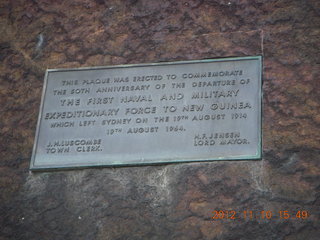 THIS PLAQUE WAS ERECTED TO COMMEMORATE
THE 50TH ANNIVERSARY OF THE DEPARTURE OF
THE FIRST NAVAL AND MILITARY
EXPEDITIONARY FORCE TO NEW GUINEA
WHICH LEFT SYDNEY ON THE 19TH AUGUST 1914
19TH AUGUST 1964.
J.H. LUSCOMBE H.F. JENSEN
TOWN CLERK. LORD MAYOR.
2012.11.10 15:49